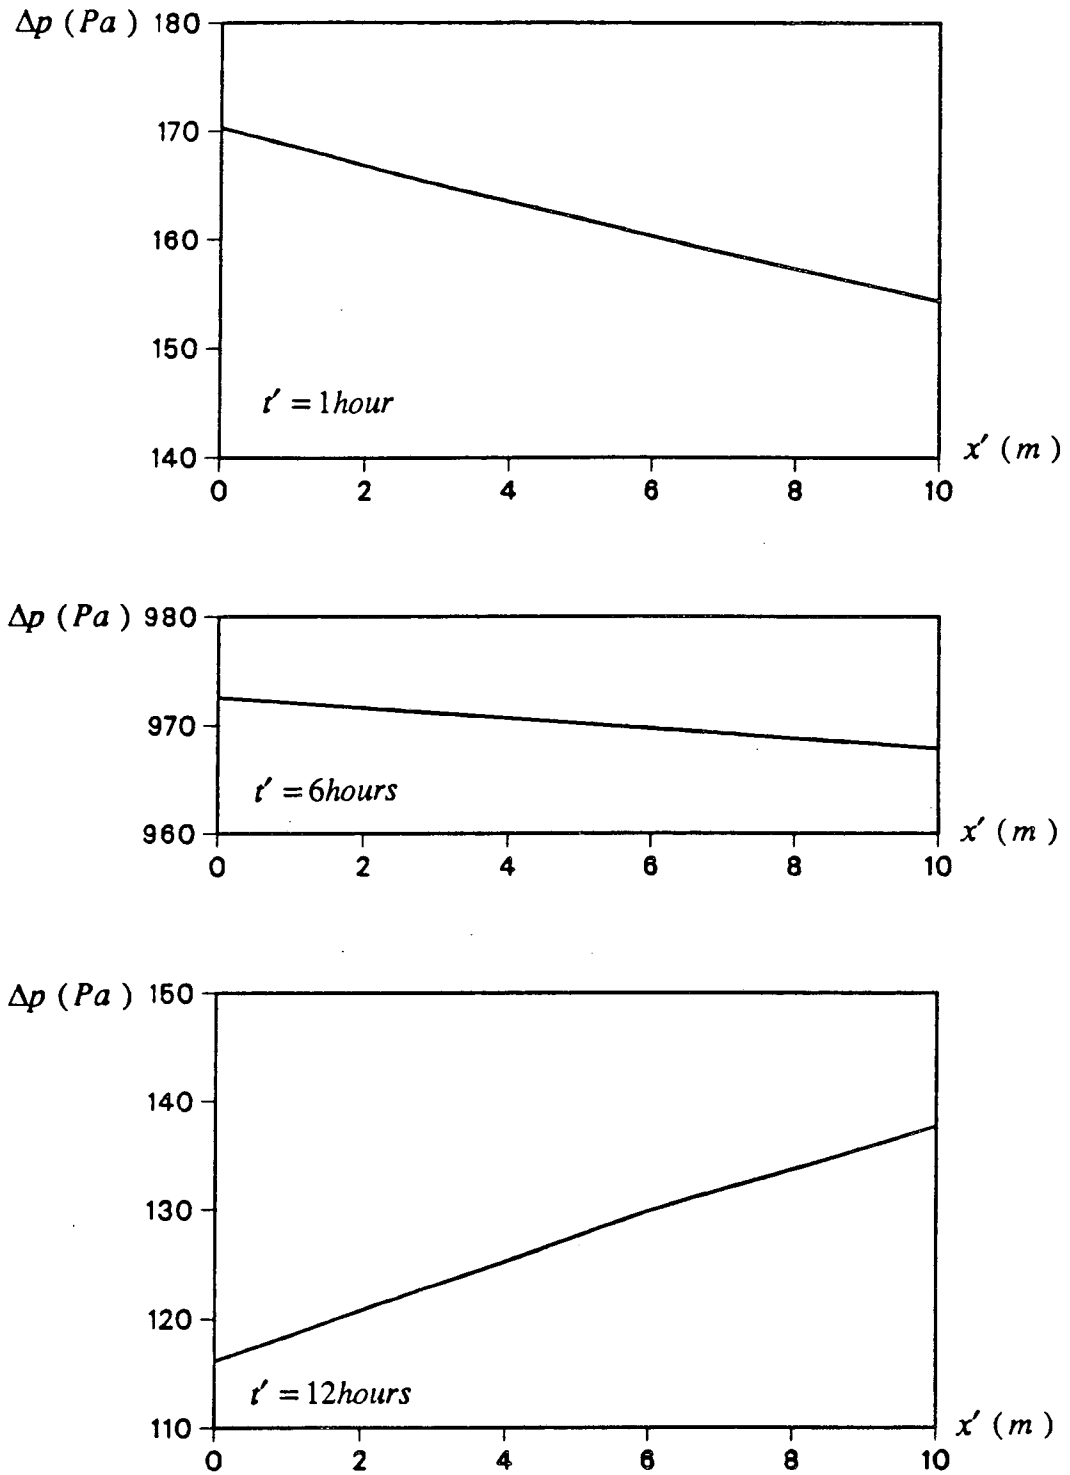 Δp (Pa) 180
170
160
150
140
t' = 1hour
x' (m)
0 2 4 6 8 10
Δp (Pa) 980
970
960
t' = 6hours
x' (m)
0 2 4 6 8 10
Δp (Pa) 150
140
130
120
110
t' = 12hours
x' (m)
0 2 4 6 8 10